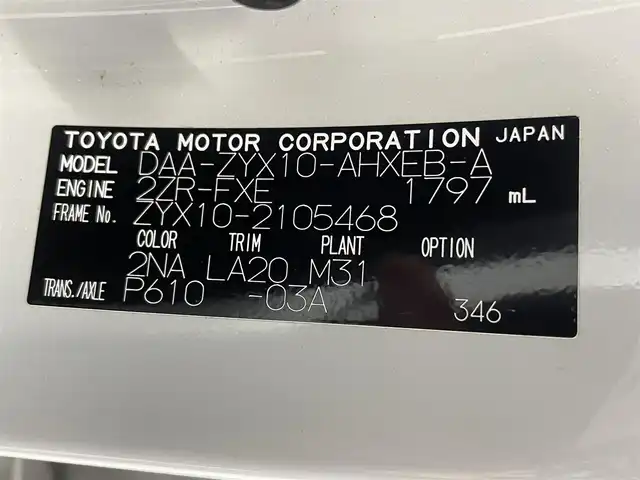 TOYOTA MOTOR CORPORATION JAPAN
MODEL DAA-ZYX10-AHXEB-A
ENGINE 2ZR-FXE 1797 mL
FRAME No. ZYX10-2105468
COLOR TRIM PLANT OPTION
2NA LA20 M31
TRANS./AXLE P610 -03A 346